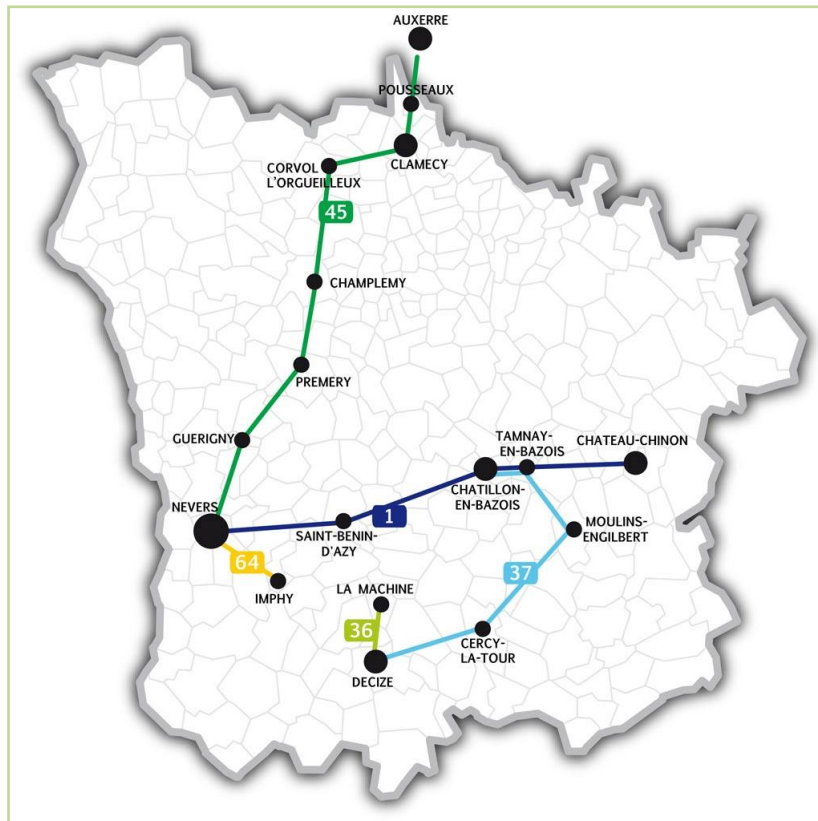 AUXERRE
POUSSEAUX
CLAMECY
CORVOL
L'ORGUEILLEUX
45
CHAMPLEMY
PREMERY
GUERIGNY
TAMNAY-
EN-BAZOIS
CHATEAU-CHINON
CHATILLON-
EN-BAZOIS
NEVERS
1
SAINT-BENIN-
D'AZY
MOULINS-
ENGILBERT
64
IMPHY
37
LA MACHINE
36
CERCY-
LA-TOUR
DECIZE